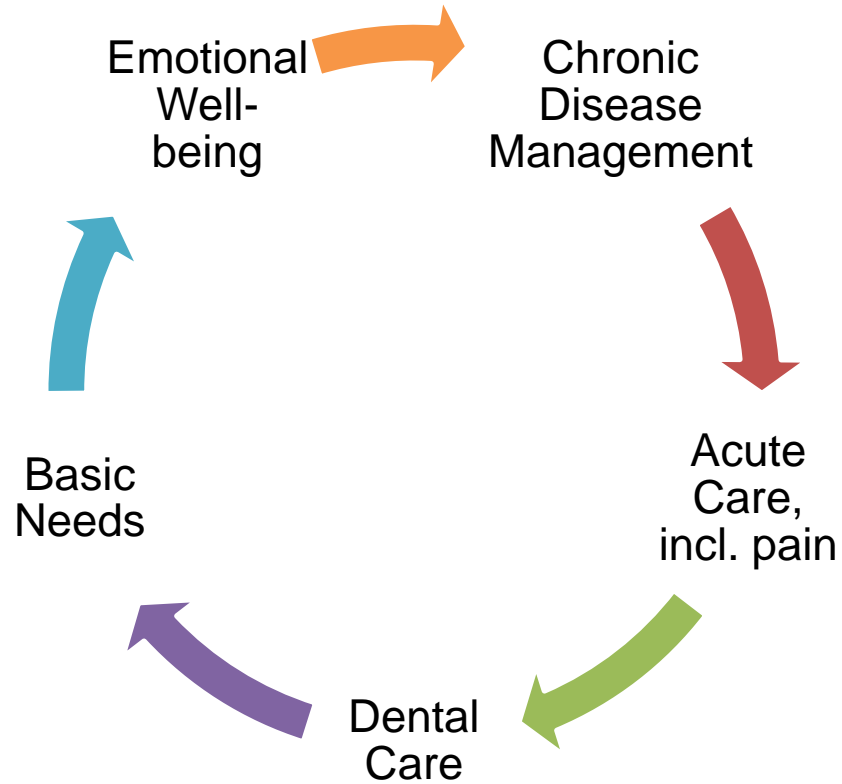 Emotional
Well-
being
Chronic
Disease
Management
Acute
Care,
incl. pain
Dental
Care
Basic
Needs